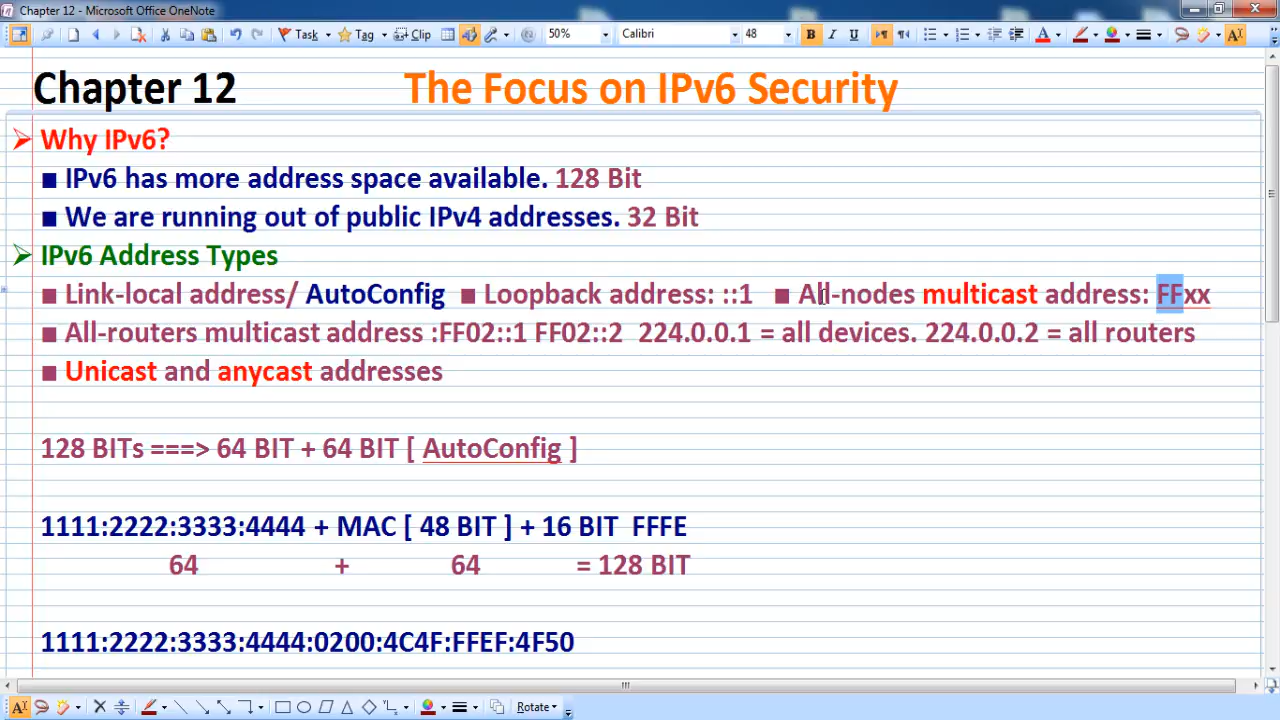 Chapter 12 - Microsoft Office OneNote
Task Tag Clip 50% Calibri 48 B I U A A
Chapter 12 The Focus on IPv6 Security
Why IPv6?
■ IPv6 has more address space available. 128 Bit
■ We are running out of public IPv4 addresses. 32 Bit
IPv6 Address Types
■ Link-local address/ AutoConfig ■ Loopback address: ::1 ■ All-nodes multicast address: FFxx
■ All-routers multicast address :FF02::1 FF02::2 224.0.0.1 = all devices. 224.0.0.2 = all routers
■ Unicast and anycast addresses
128 BITs ===> 64 BIT + 64 BIT [ AutoConfig ]
1111:2222:3333:4444 + MAC [ 48 BIT ] + 16 BIT FFFE
64 + 64 = 128 BIT
1111:2222:3333:4444:0200:4C4F:FFEF:4F50
A Rotate